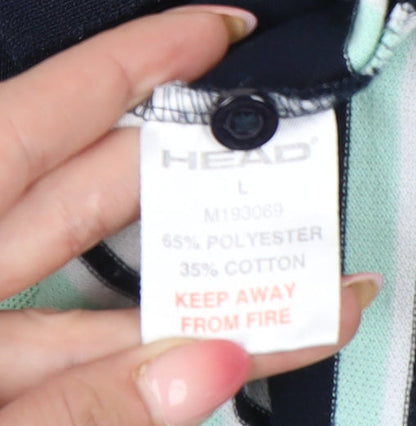 HEAD
L
M193069
65% POLYESTER
35% COTTON
KEEP AWAY
FROM FIRE